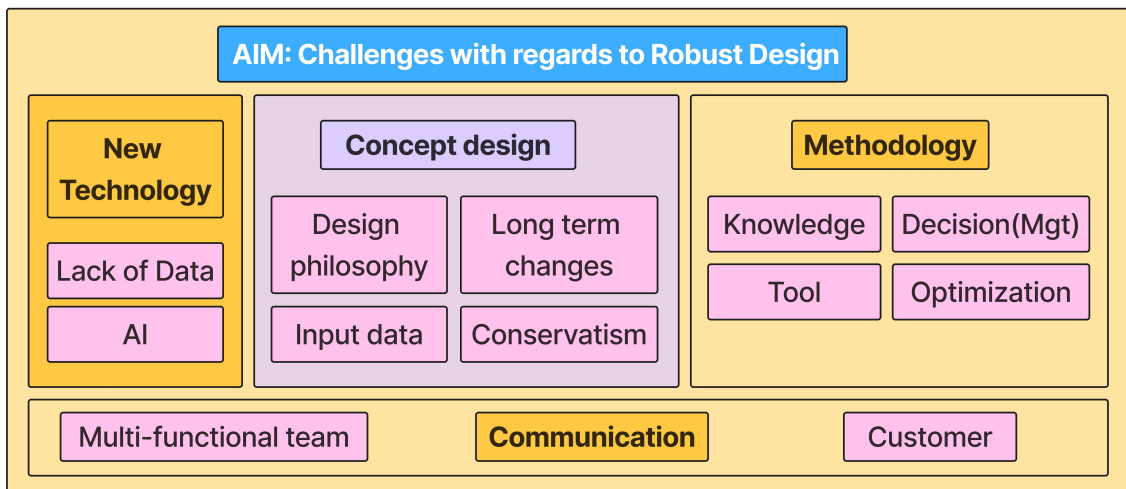 AIM: Challenges with regards to Robust Design
New
Technology
Lack of Data
AI
Concept design
Design
philosophy
Long term
changes
Input data
Conservatism
Methodology
Knowledge
Decision(Mgt)
Tool
Optimization
Multi-functional team
Communication
Customer